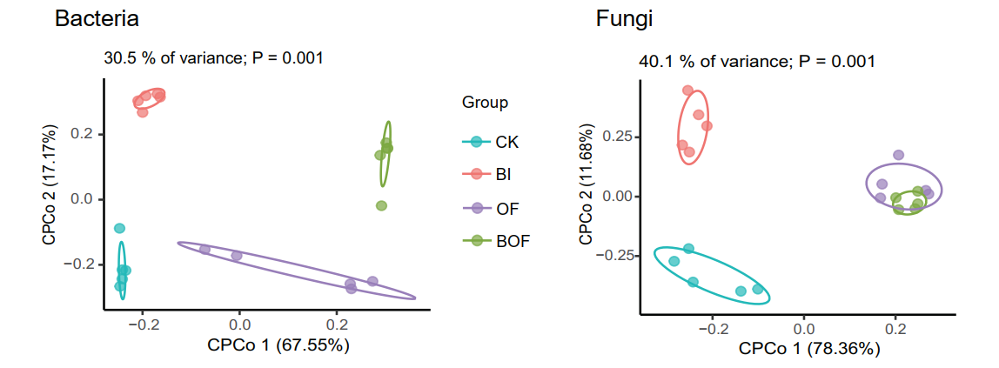 Bacteria
30.5 % of variance; P = 0.001
CPCo 2 (17.17%)
0.2
0.0
−0.2
−0.2
0.0
0.2
CPCo 1 (67.55%)
Group
CK
BI
OF
BOF
Fungi
40.1 % of variance; P = 0.001
CPCo 2 (11.68%)
0.25
0.00
−0.25
−0.2
0.0
0.2
CPCo 1 (78.36%)